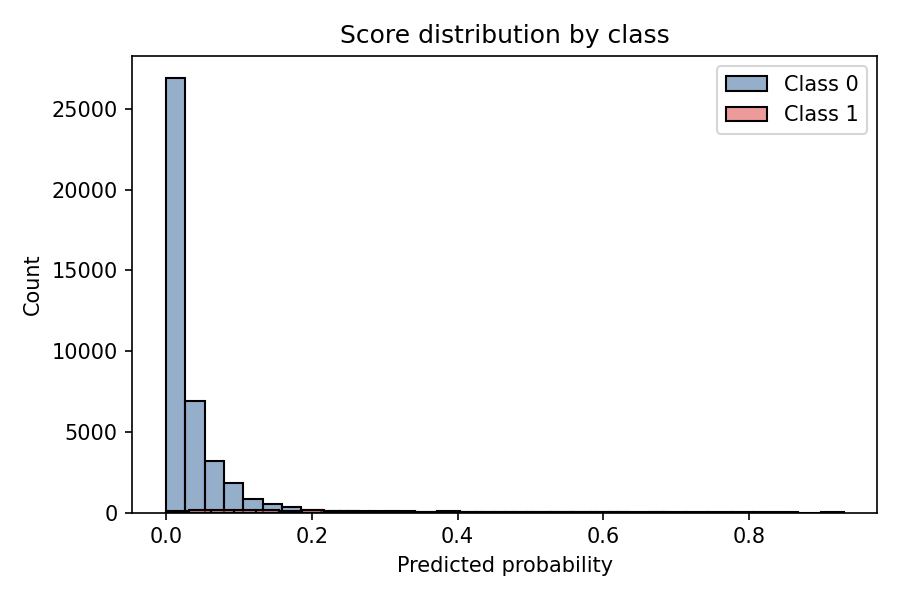 Score distribution by class
Class 0
Class 1
25000
20000
15000
10000
5000
0
Count
0.0 0.2 0.4 0.6 0.8
Predicted probability